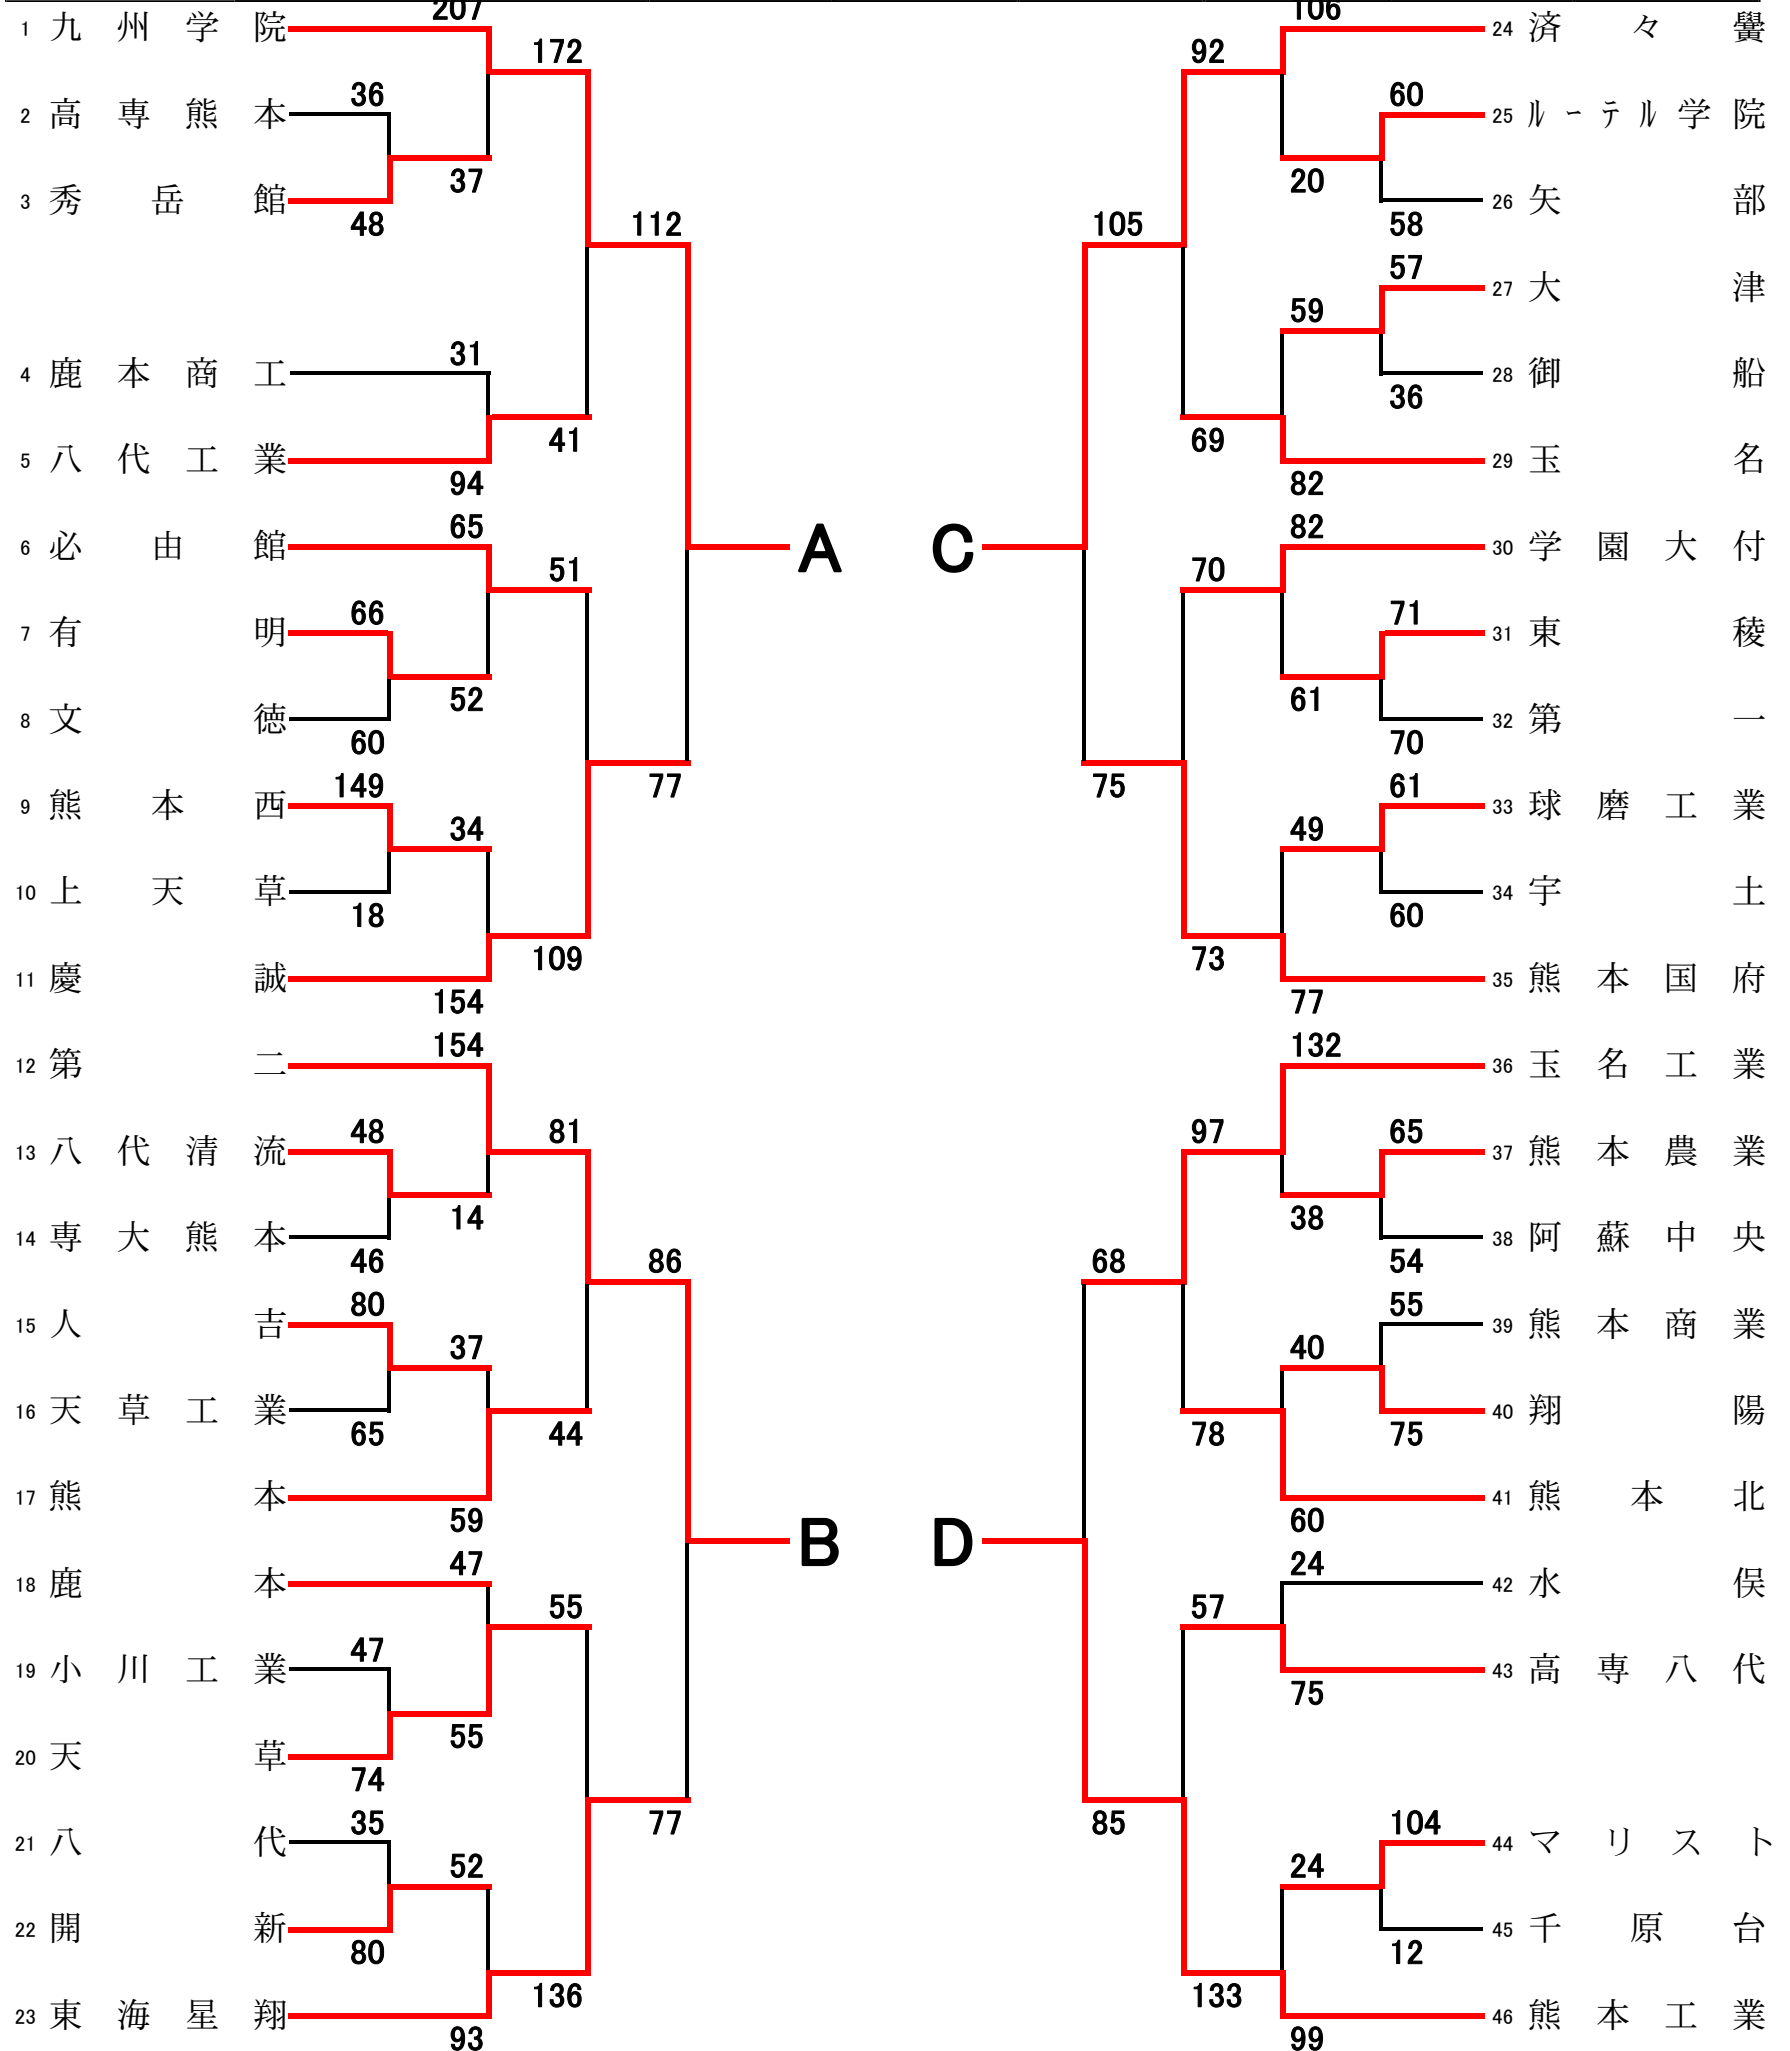 207
1 九州学院
172
36
2 高専熊本
37
3 秀岳館
48
112
31
4 鹿本商工
41
5 八代工業
94
65
6 必由館
A
51
66
7 有明
52
8 文徳
60
77
149
9 熊本西
34
10 上天草
18
109
11 慶誠
154
154
12 第二
48
81
13 八代清流
14
14 専大熊本
46
86
80
15 人吉
37
16 天草工業
65
44
17 熊本
59
B
47
18 鹿本
55
47
19 小川工業
55
20 天草
74
77
35
21 八代
52
22 開新
80
136
23 東海星翔
93
106
24 済々黌
92
60
25 ルーテル学院
20
26 矢部
58
105
57
27 大津
59
28 御船
36
69
29 玉名
82
82
30 学園大付
C
70
71
31 東稜
61
32 第一
70
75
61
33 球磨工業
49
34 宇土
60
73
35 熊本国府
77
132
36 玉名工業
97
65
37 熊本農業
38
38 阿蘇中央
54
68
55
39 熊本商業
40
40 翔陽
78
75
41 熊本北
60
D
24
42 水俣
57
43 高専八代
75
85
104
44 マリスト
24
45 千原台
12
133
46 熊本工業
99